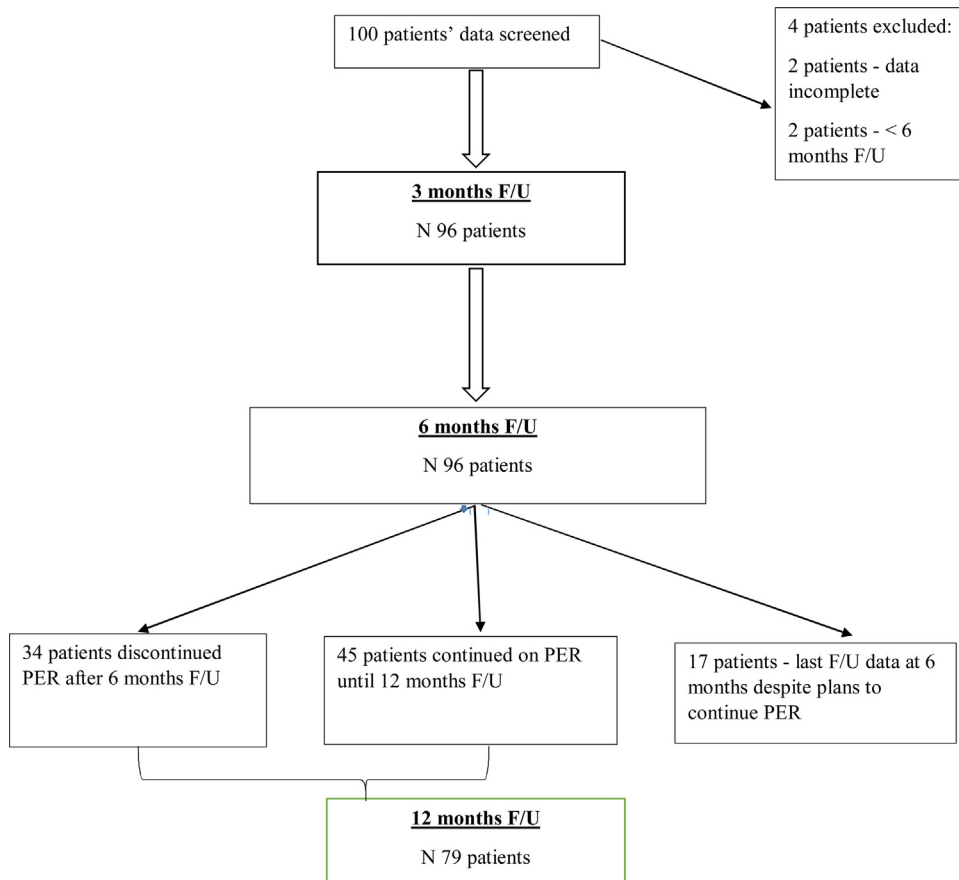 100 patients’ data screened
4 patients excluded:
2 patients - data
incomplete
2 patients - < 6
months F/U
3 months F/U
N 96 patients
6 months F/U
N 96 patients
34 patients discontinued
PER after 6 months F/U
45 patients continued on PER
until 12 months F/U
17 patients - last F/U data at 6
months despite plans to
continue PER
12 months F/U
N 79 patients